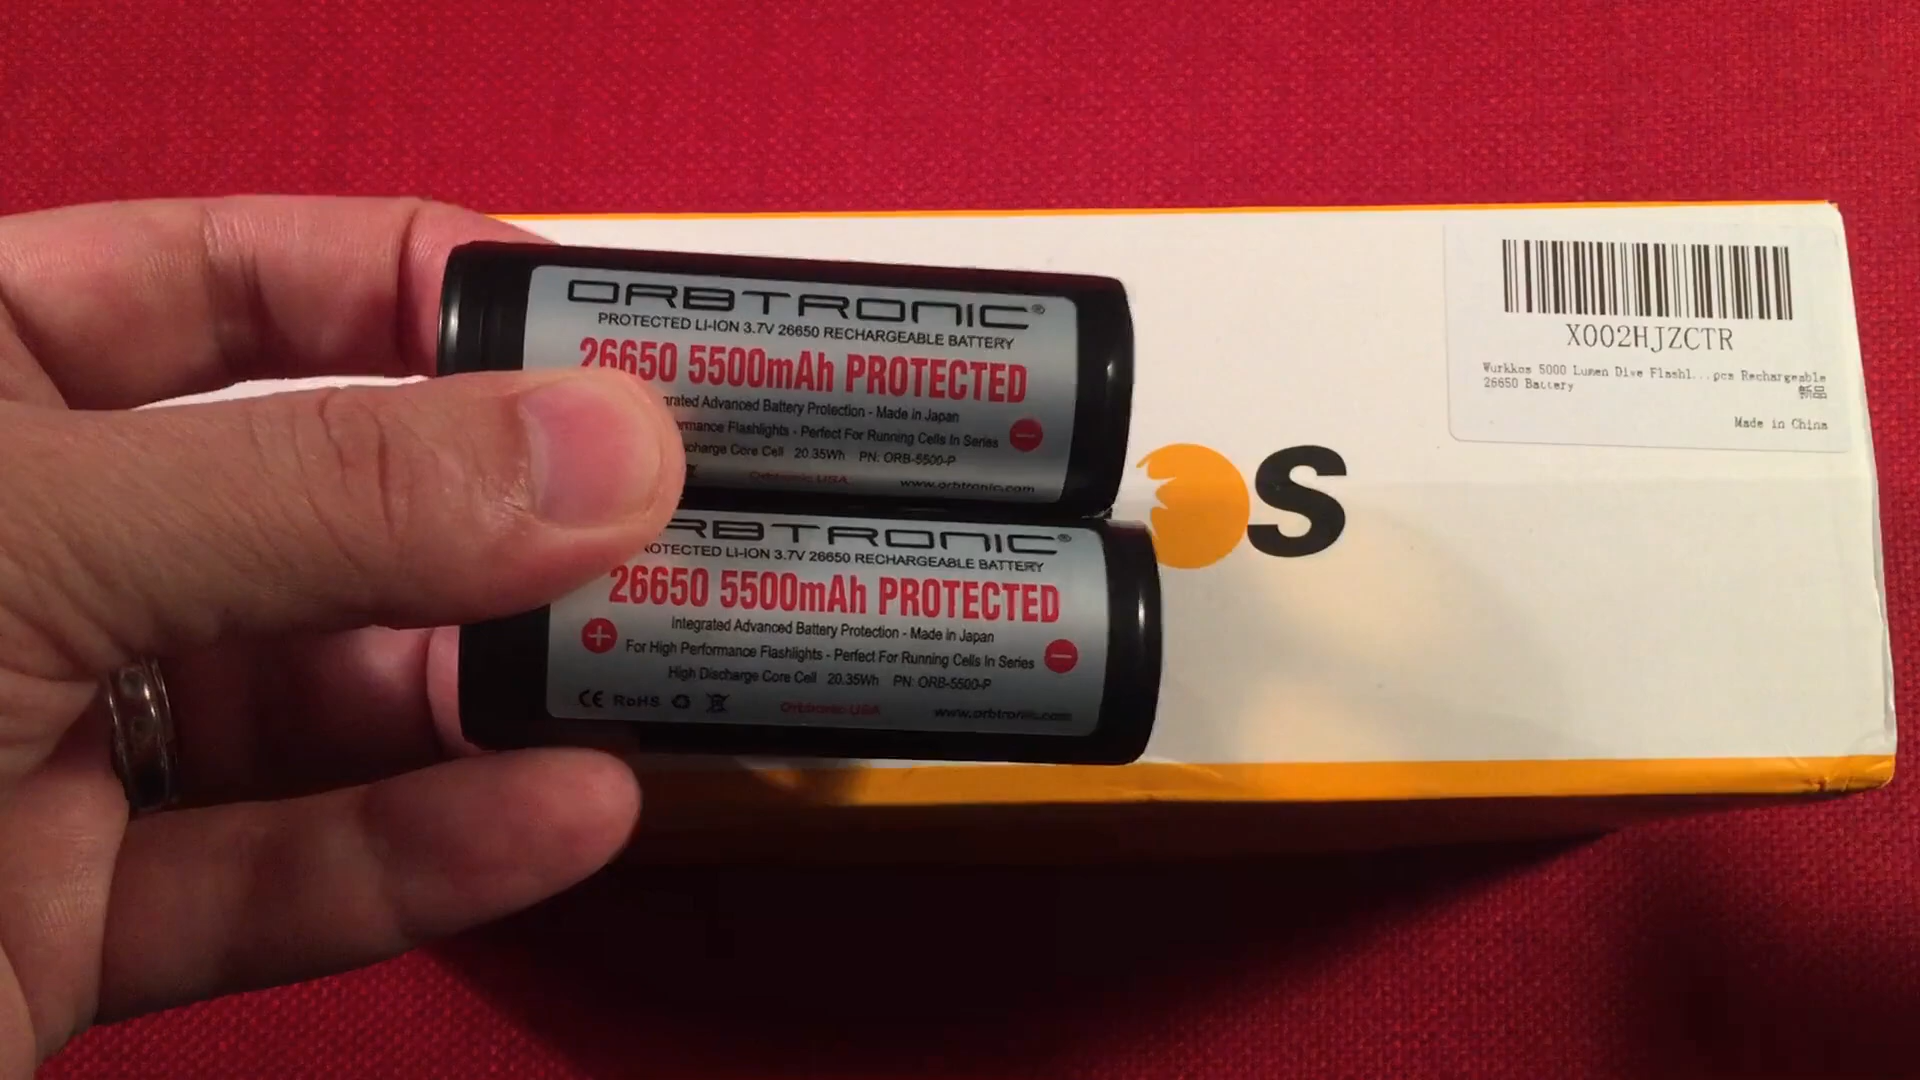 ORBTRONIC®
PROTECTED LI-ION 3.7V 26650 RECHARGEABLE BATTERY
26650 5500mAh PROTECTED
Advanced Battery Protection - Made in Japan
Flashlights - Perfect For Running Cells In Series
−
Core Cell 20.35Wh PN: ORB-5500-P
Orbtronic USA www.orbtronic.com
RBTRONIC®
OTECTED LI-ION 3.7V 26650 RECHARGEABLE BATTERY
26650 5500mAh PROTECTED
Integrated Advanced Battery Protection - Made in Japan
+ For High Performance Flashlights - Perfect For Running Cells In Series −
High Discharge Core Cell 20.35Wh PN: ORB-5500-P
CE RoHS Orbtronic USA www.orbtronic.com
OS
X002HJZCTR
Wurkkos 5000 Lumen Dive Flashl...pcs Rechargeable
26650 Battery
新品
Made in China